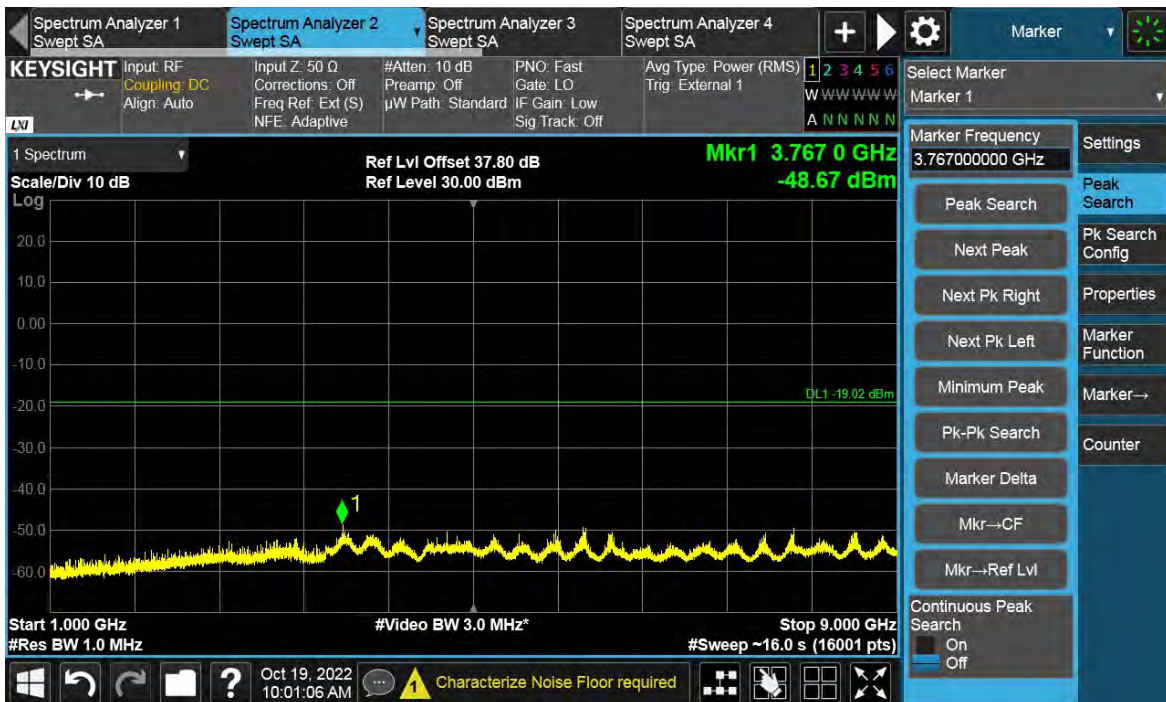 Spectrum Analyzer 1
Swept SA
Spectrum Analyzer 2
Swept SA
Spectrum Analyzer 3
Swept SA
Spectrum Analyzer 4
Swept SA
+
Marker
KEYSIGHT
LXI
Input: RF
Coupling: DC
Align: Auto
Input Z: 50 Ω
Corrections: Off
Freq Ref: Ext (S)
NFE: Adaptive
#Atten: 10 dB
Preamp: Off
µW Path: Standard
PNO: Fast
Gate: LO
IF Gain: Low
Sig Track: Off
Avg Type: Power (RMS)
Trig: External 1
1 2 3 4 5 6
W W W W W W
A N N N N N
Select Marker
Marker 1
1 Spectrum
Scale/Div 10 dB
Log
Ref Lvl Offset 37.80 dB
Ref Level 30.00 dBm
Mkr1 3.767 0 GHz
-48.67 dBm
20.0
10.0
0.00
-10.0
-20.0
-30.0
-40.0
-50.0
-60.0
DL1 -19.02 dBm
1
Start 1.000 GHz
#Res BW 1.0 MHz
#Video BW 3.0 MHz*
Stop 9.000 GHz
#Sweep ~16.0 s (16001 pts)
Marker Frequency
3.767000000 GHz
Peak Search
Next Peak
Next Pk Right
Next Pk Left
Minimum Peak
Pk-Pk Search
Marker Delta
Mkr→CF
Mkr→Ref Lvl
Continuous Peak
Search
On
Off
Settings
Peak
Search
Pk Search
Config
Properties
Marker
Function
Marker→
Counter
?
Oct 19, 2022
10:01:06 AM
1
Characterize Noise Floor required